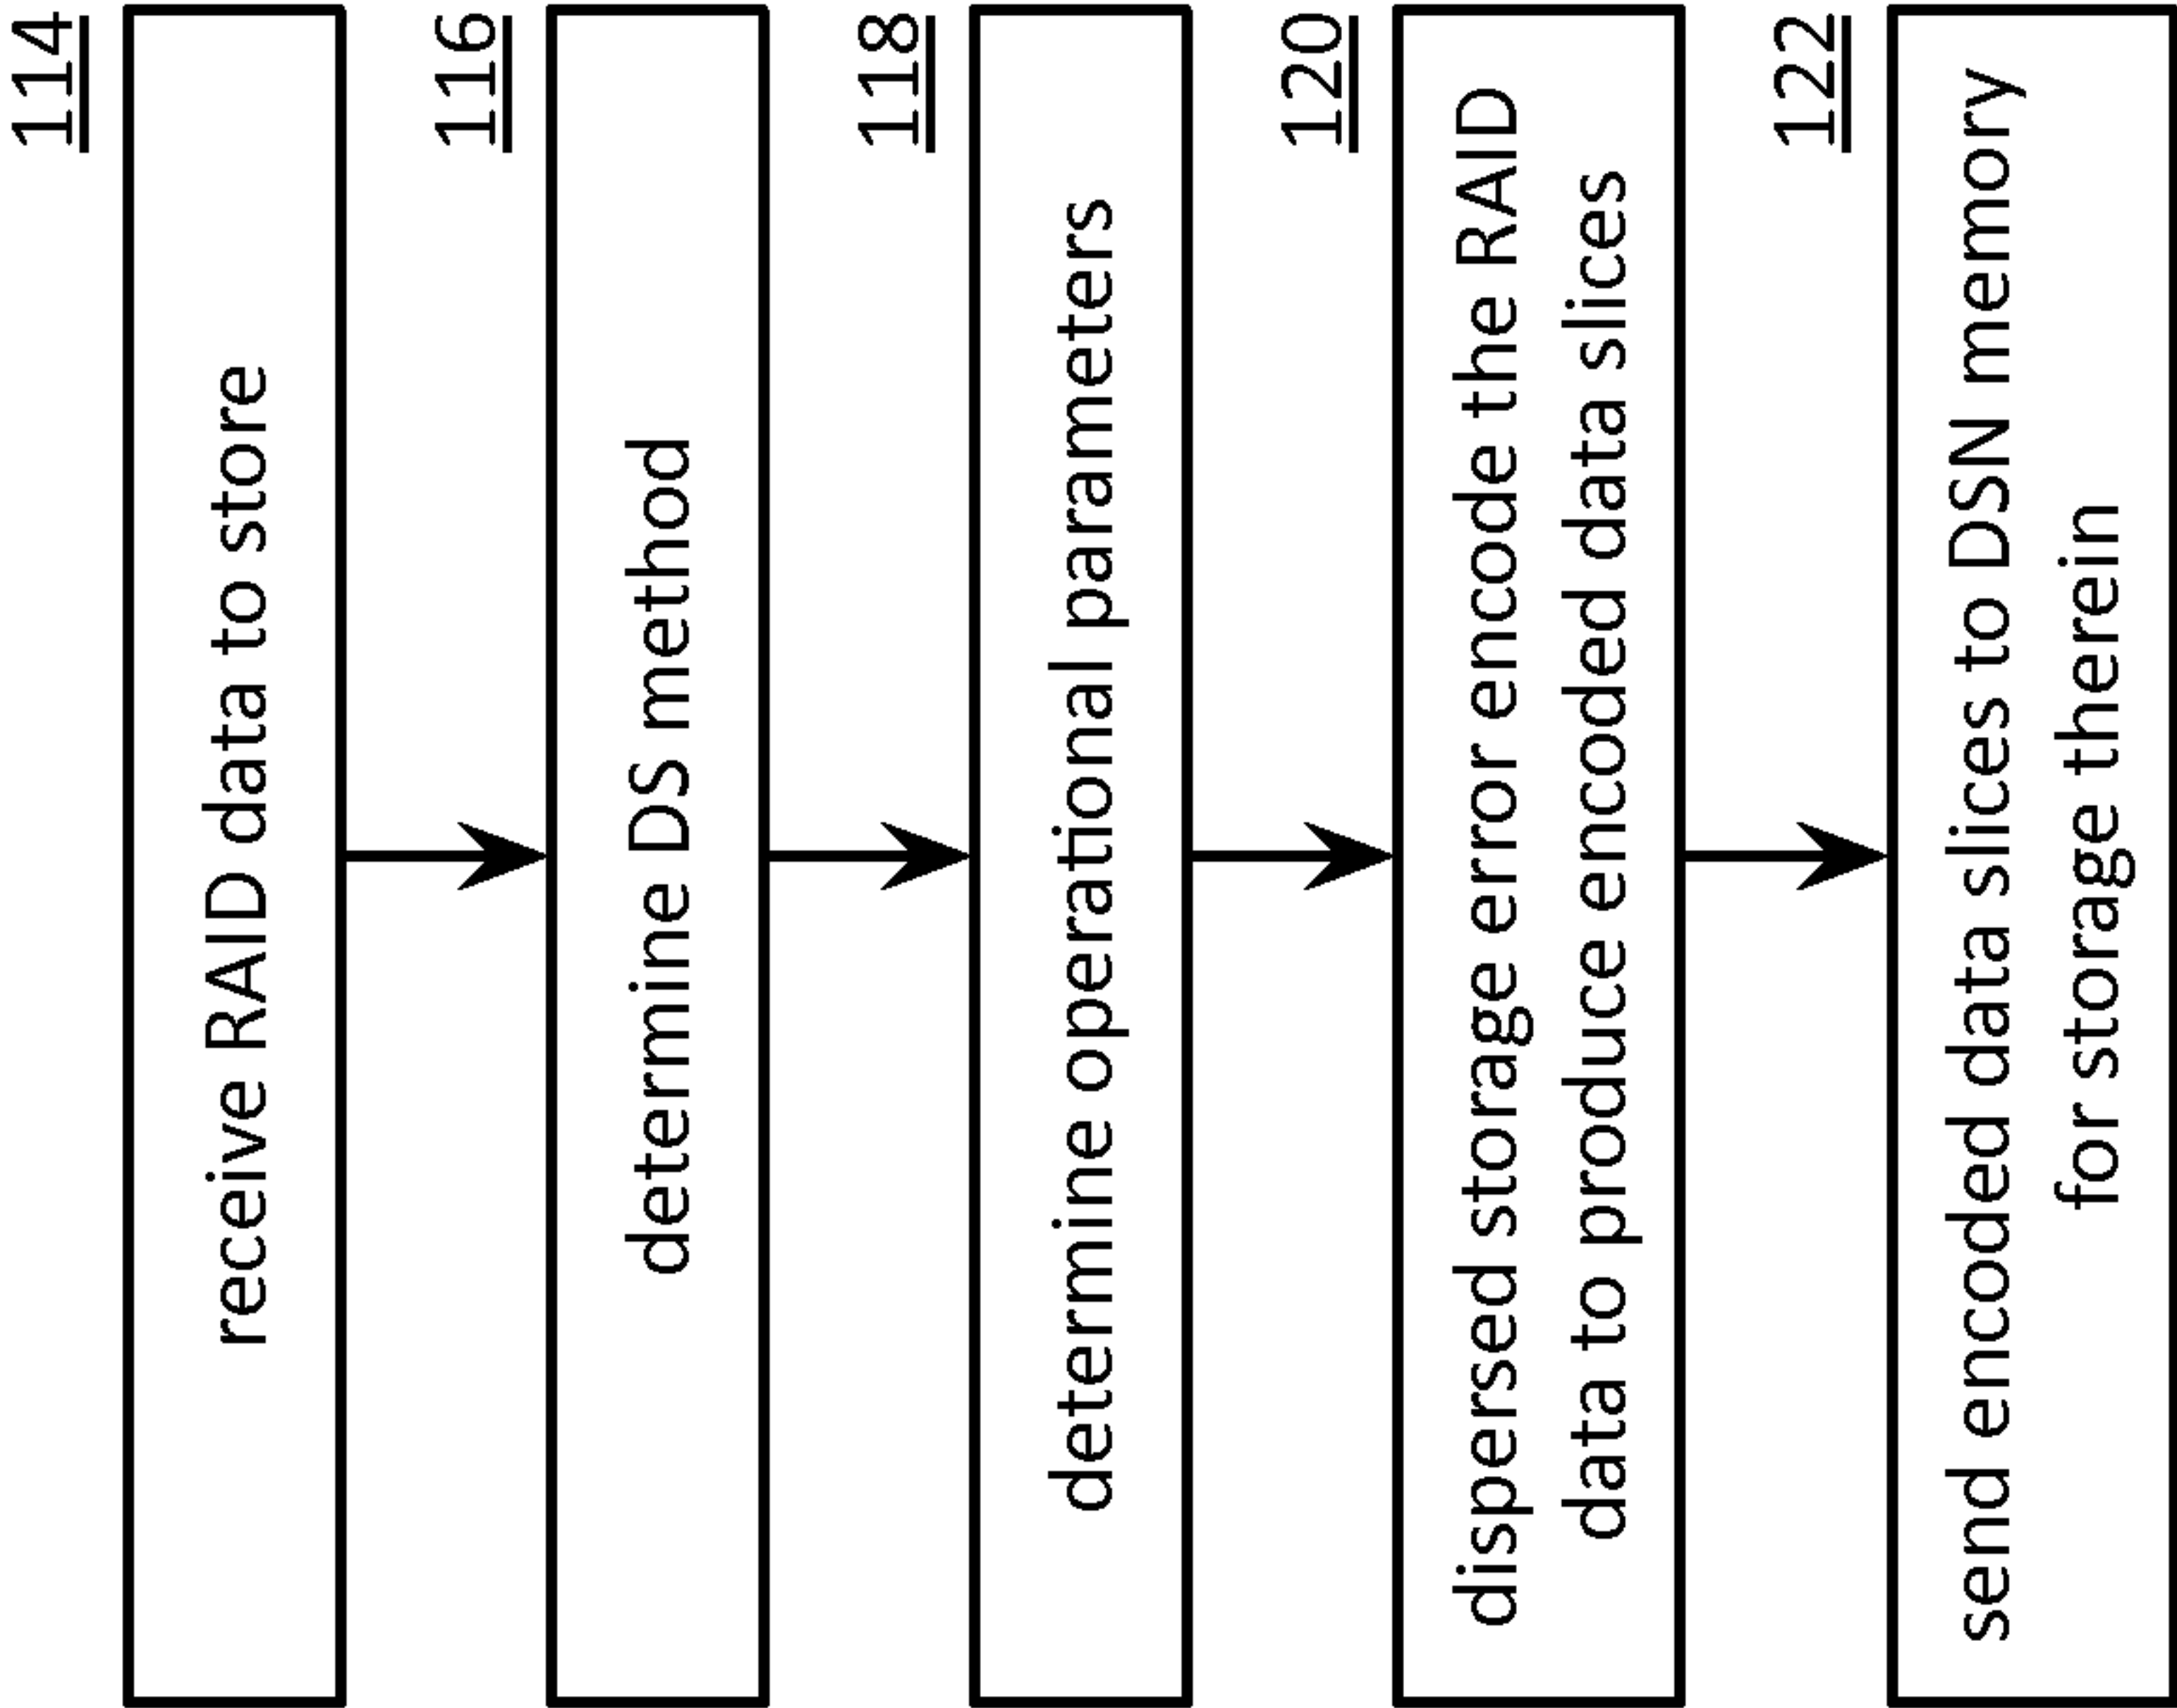 114
receive RAID data to store
116
determine DS method
118
determine operational parameters
120
dispersed storage error encode the RAID
data to produce encoded data slices
122
send encoded data slices to DSN memory
for storage therein